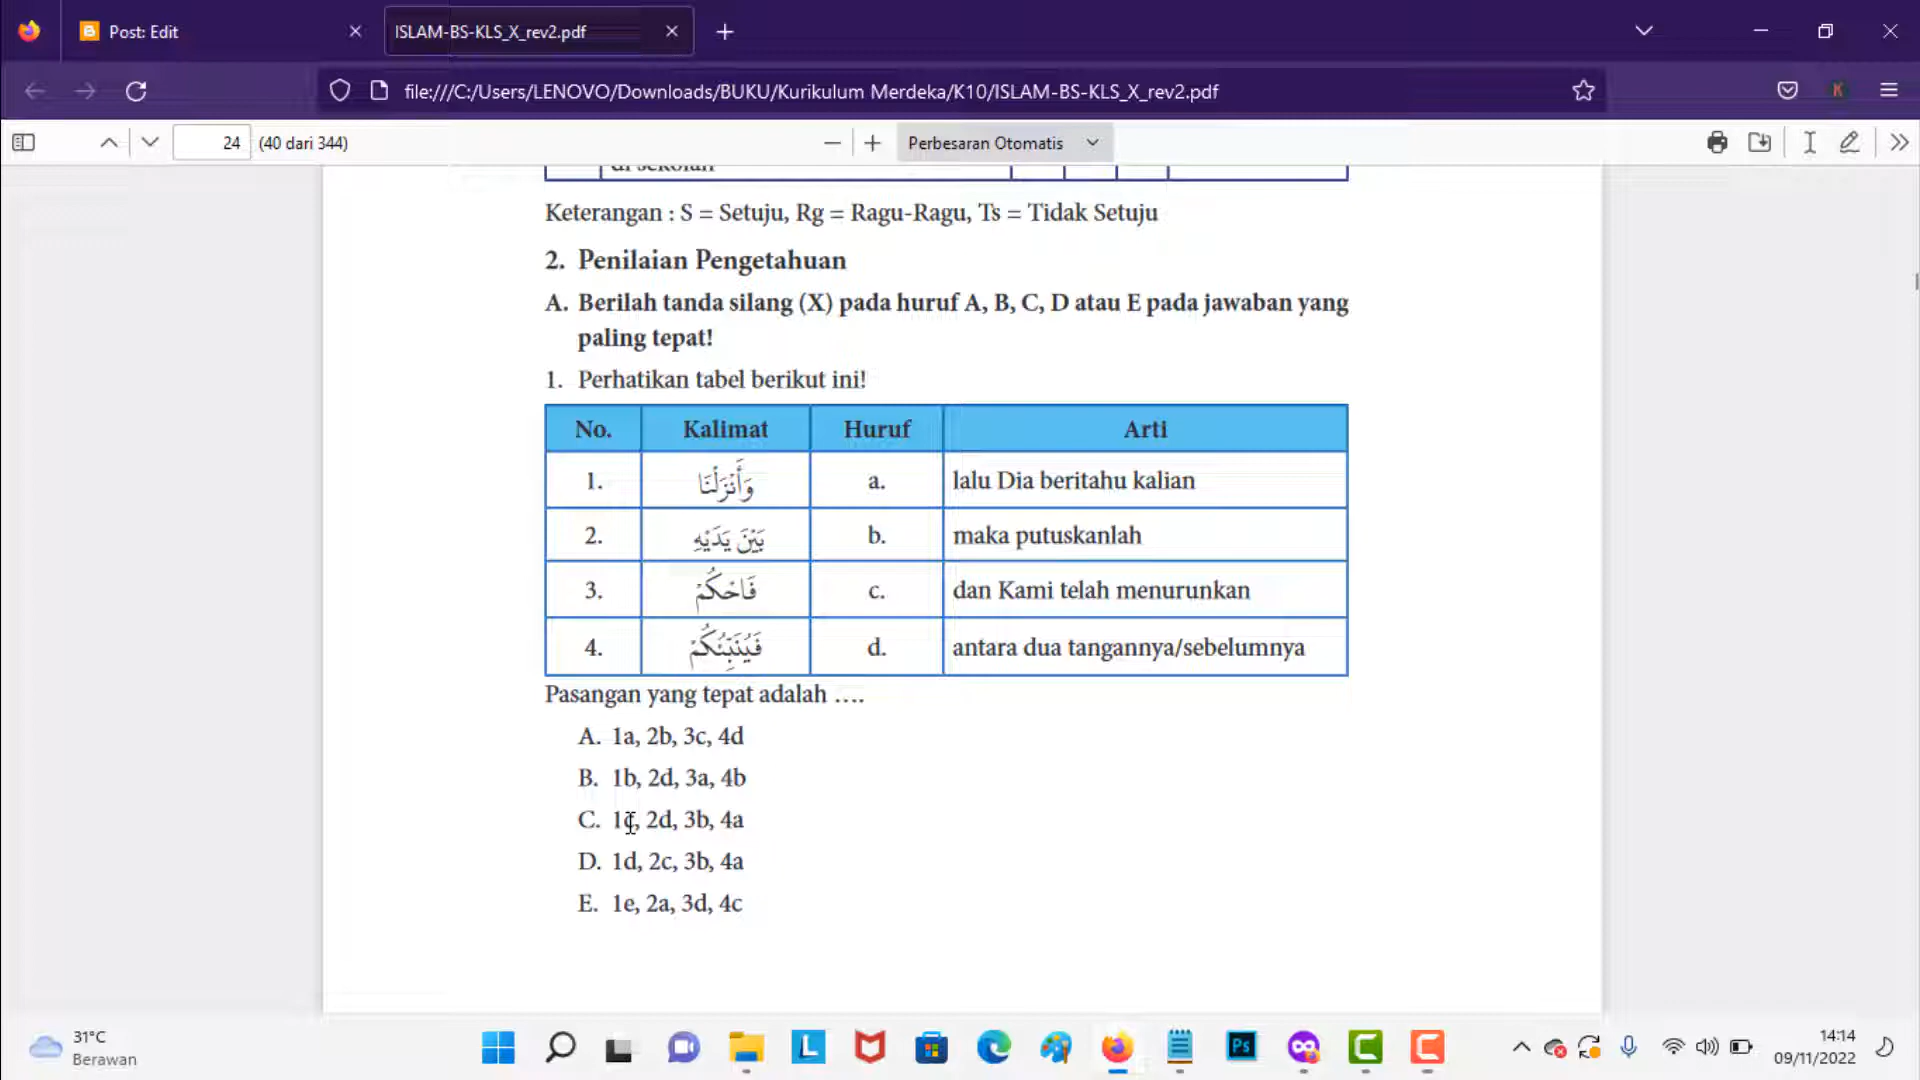 Post: Edit
ISLAM-BS-KLS_X_rev2.pdf
file:///C:/Users/LENOVO/Downloads/BUKU/Kurikulum Merdeka/K10/ISLAM-BS-KLS_X_rev2.pdf
K
24 (40 dari 344)
Perbesaran Otomatis
di sekolah
Keterangan : S = Setuju, Rg = Ragu-Ragu, Ts = Tidak Setuju
2. Penilaian Pengetahuan
A. Berilah tanda silang (X) pada huruf A, B, C, D atau E pada jawaban yang
paling tepat!
1. Perhatikan tabel berikut ini!
No. Kalimat Huruf Arti
1. وَأَنْزَلْنَا a. lalu Dia beritahu kalian
2. بَيْنَ يَدَيْهِ b. maka putuskanlah
3. فَاحْكُمْ c. dan Kami telah menurunkan
4. فَيُنَبِّئُكُمْ d. antara dua tangannya/sebelumnya
Pasangan yang tepat adalah ....
A. 1a, 2b, 3c, 4d
B. 1b, 2d, 3a, 4b
C. 1c, 2d, 3b, 4a
D. 1d, 2c, 3b, 4a
E. 1e, 2a, 3d, 4c
31°C
Berawan
L
Ps
C
C
14:14
09/11/2022